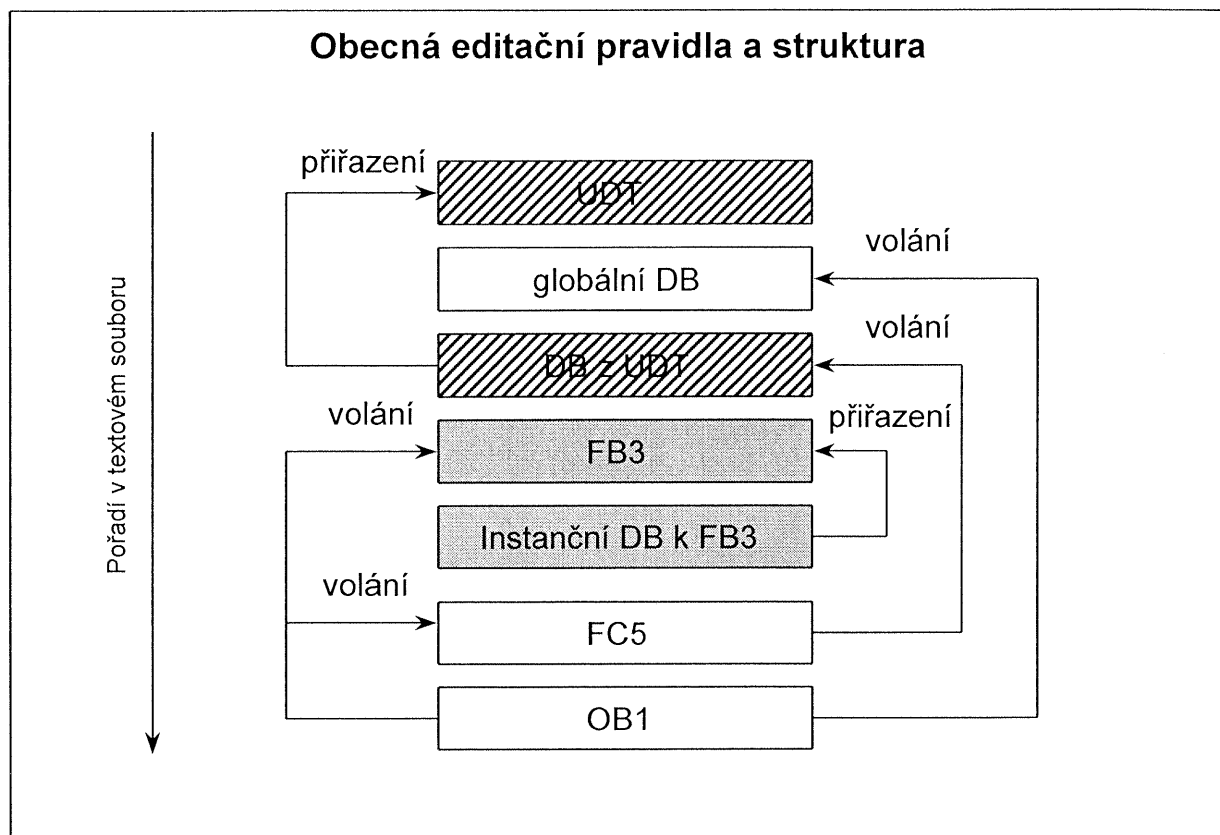 Obecná editační pravidla a struktura
přiřazení
UDT
volání
globální DB
volání
DB z UDT
volání
přiřazení
FB3
Instanční DB k FB3
volání
FC5
OB1
Pořadí v textovém souboru